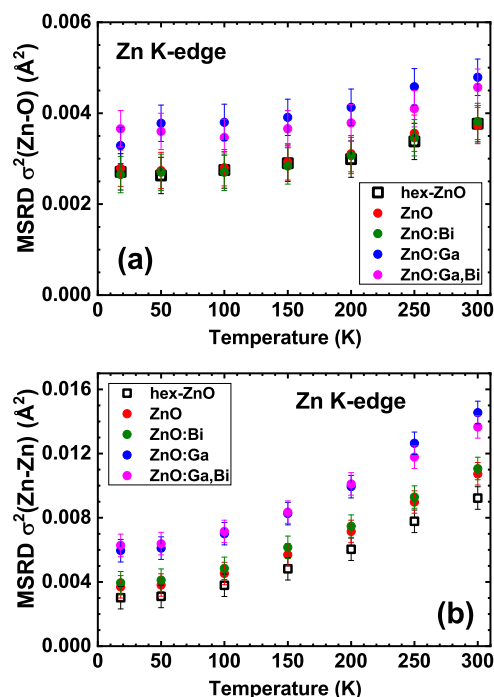 0.006
Zn K-edge
0.004
0.002
0.000
MSRD σ²(Zn-O) (Å²)
(a)
hex-ZnO
ZnO
ZnO:Bi
ZnO:Ga
ZnO:Ga,Bi
0 50 100 150 200 250 300
Temperature (K)
0.016
0.012
0.008
0.004
0.000
MSRD σ²(Zn-Zn) (Å²)
hex-ZnO
ZnO
ZnO:Bi
ZnO:Ga
ZnO:Ga,Bi
Zn K-edge
(b)
0 50 100 150 200 250 300
Temperature (K)